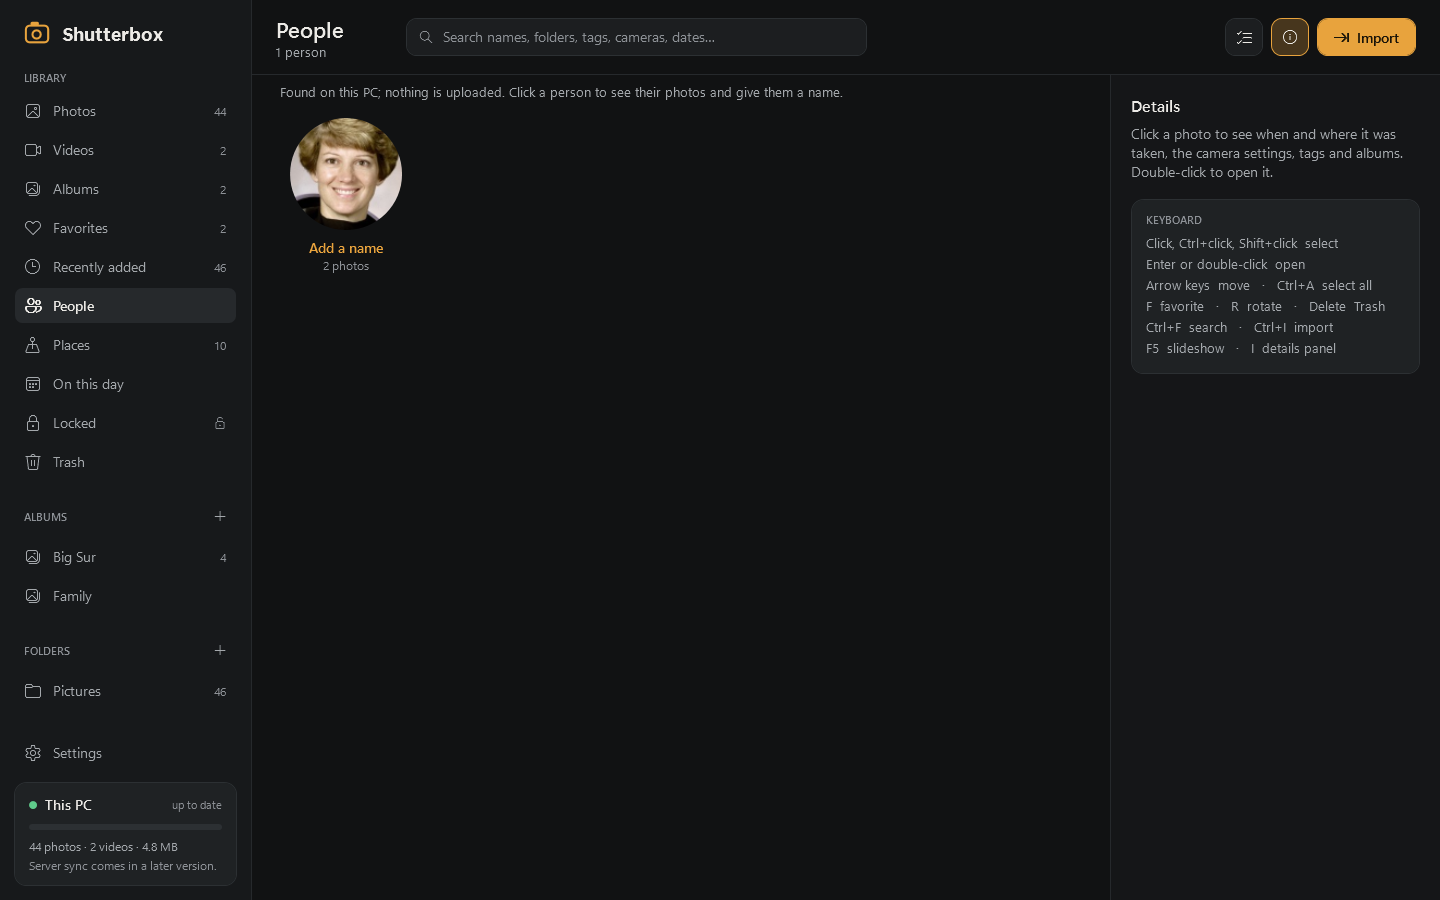 Shutterbox
LIBRARY
Photos 44
Videos 2
Albums 2
Favorites 2
Recently added 46
People
Places 10
On this day
Locked
Trash
ALBUMS
Big Sur 4
Family
FOLDERS
Pictures 46
Settings
This PC up to date
44 photos · 2 videos · 4.8 MB
Server sync comes in a later version.
People
1 person
Search names, folders, tags, cameras, dates...
Import
Found on this PC; nothing is uploaded. Click a person to see their photos and give them a name.
Add a name
2 photos
Details
Click a photo to see when and where it was
taken, the camera settings, tags and albums.
Double-click to open it.
KEYBOARD
Click, Ctrl+click, Shift+click select
Enter or double-click open
Arrow keys move · Ctrl+A select all
F favorite · R rotate · Delete Trash
Ctrl+F search · Ctrl+I import
F5 slideshow · I details panel